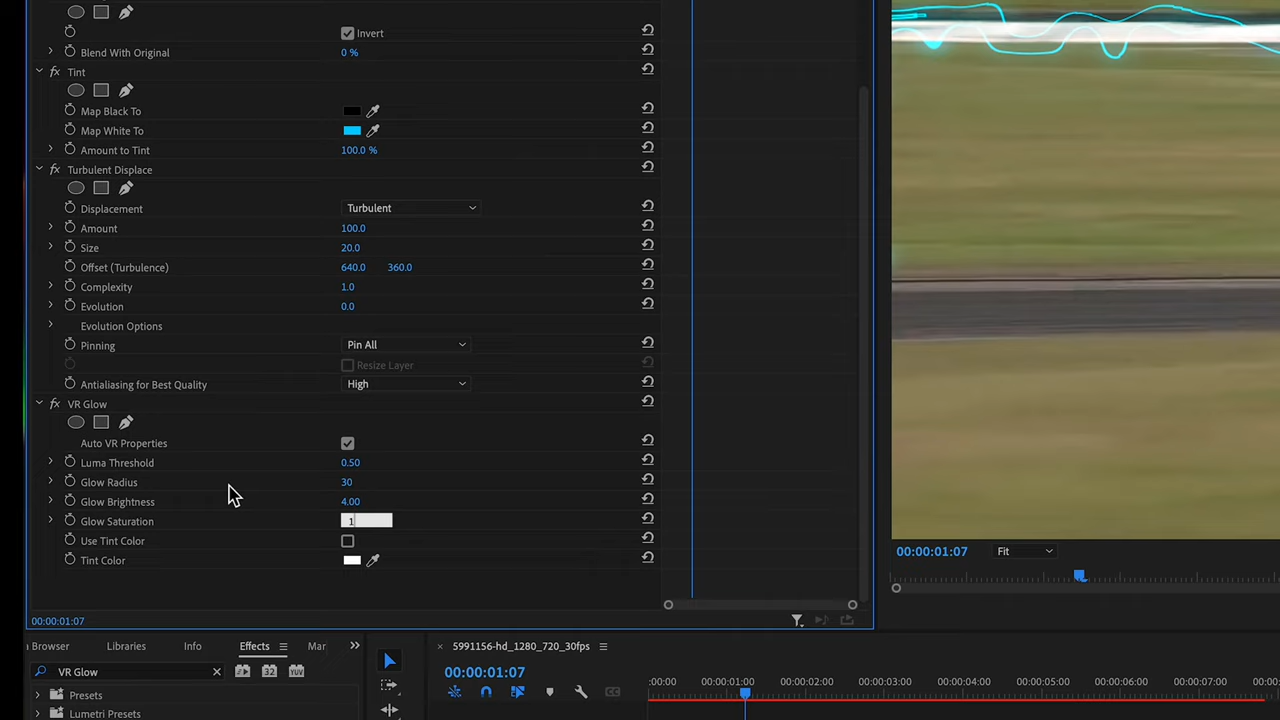 Invert
Blend With Original 0 %
fx Tint
Map Black To
Map White To
Amount to Tint 100.0 %
fx Turbulent Displace
Displacement Turbulent
Amount 100.0
Size 20.0
Offset (Turbulence) 640.0 360.0
Complexity 1.0
Evolution 0.0
Evolution Options
Pinning Pin All
Resize Layer
Antialiasing for Best Quality High
fx VR Glow
Auto VR Properties
Luma Threshold 0.50
Glow Radius 30
Glow Brightness 4.00
Glow Saturation 1
Use Tint Color
Tint Color
00:00:01:07 Fit
00:00:01:07
Browser Libraries Info Effects Mar
5991156-hd_1280_720_30fps
VR Glow 32 YUV
00:00:01:07
:00:00 00:00:01:00 00:00:02:00 00:00:03:00 00:00:04:00 00:00:05:00 00:00:06:00 00:00:07:00
Presets
Lumetri Presets